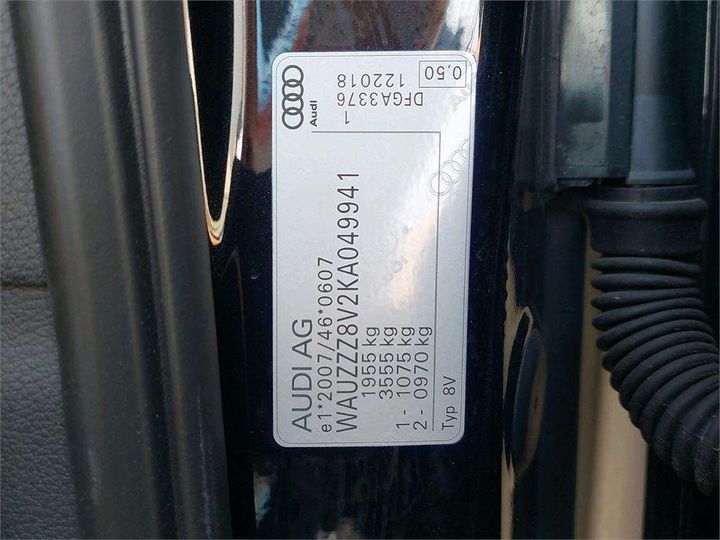 AUDI AG
e1*2007/46*0607
WAUZZZ8V2KA049941
1955 kg
3555 kg
1 - 1075 kg
2 - 0970 kg
Typ 8V
Audi
1
DFGA3376
122018
0,50